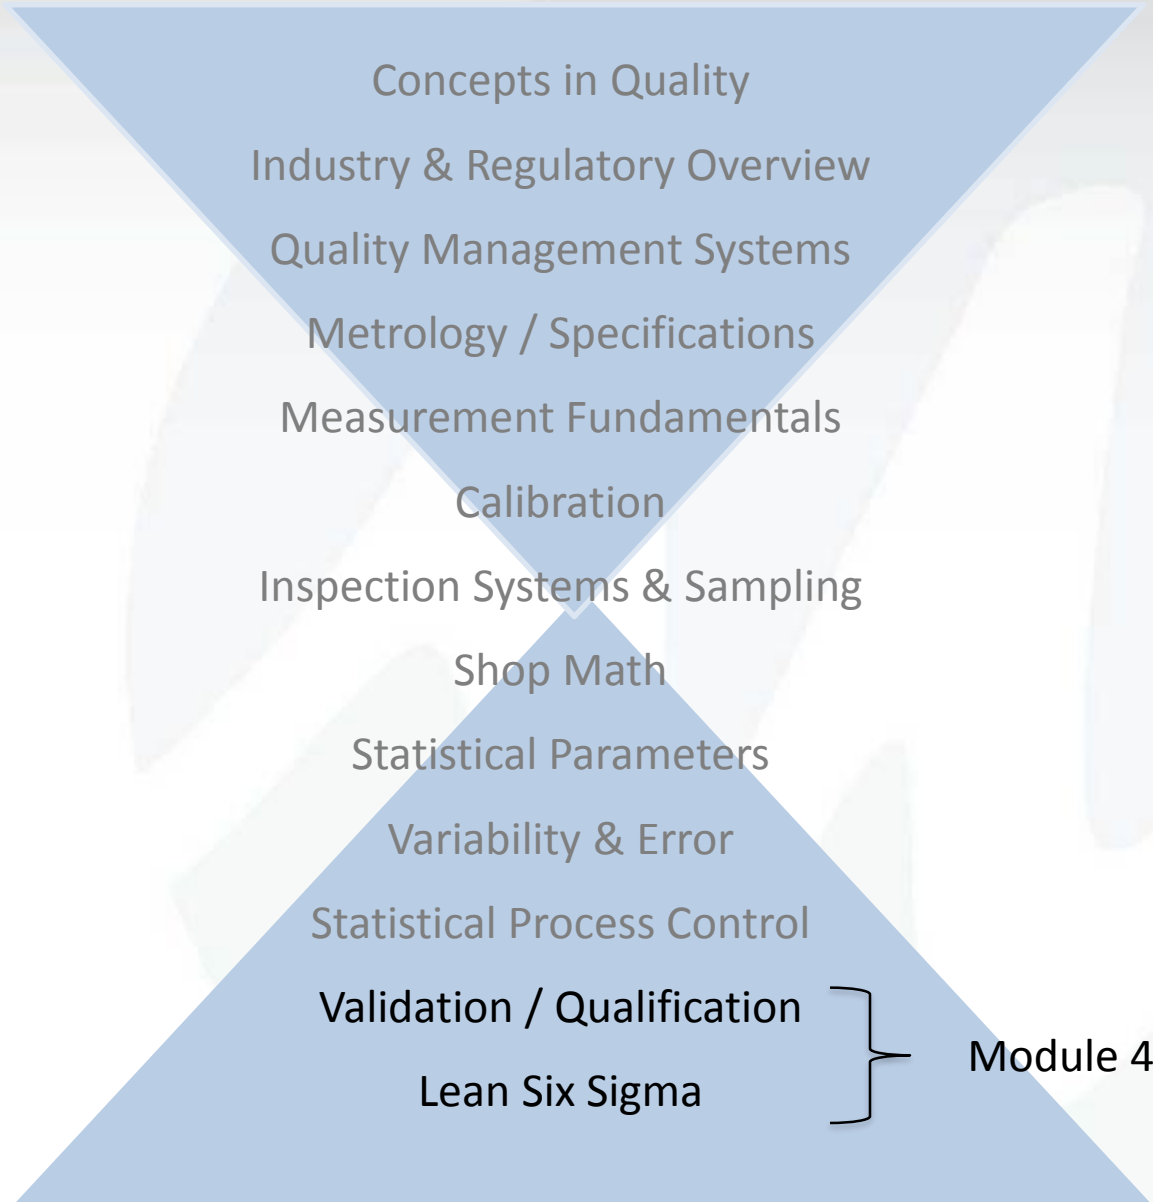 Concepts in Quality
Industry & Regulatory Overview
Quality Management Systems
Metrology / Specifications
Measurement Fundamentals
Calibration
Inspection Systems & Sampling
Shop Math
Statistical Parameters
Variability & Error
Statistical Process Control
Validation / Qualification
Lean Six Sigma
Module 4